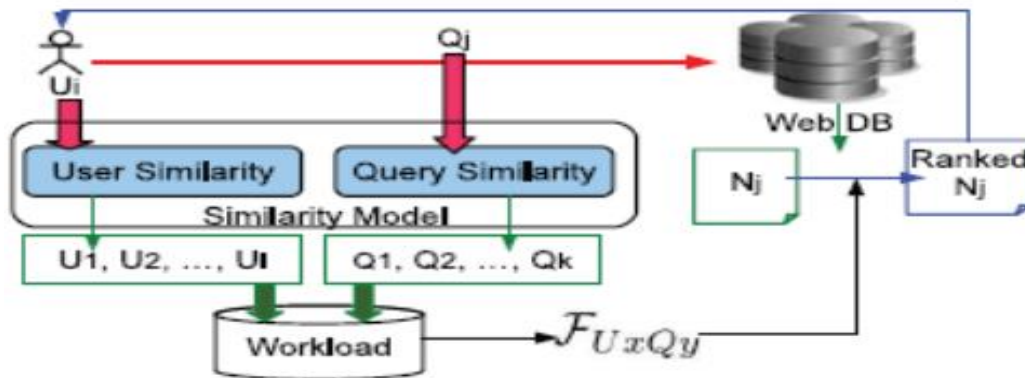 Qj
Ui
Web DB
User Similarity
Query Similarity
Nj
Ranked
Nj
Similarity Model
U1, U2, ..., Ul
Q1, Q2, ..., Qk
Workload
F UxQy